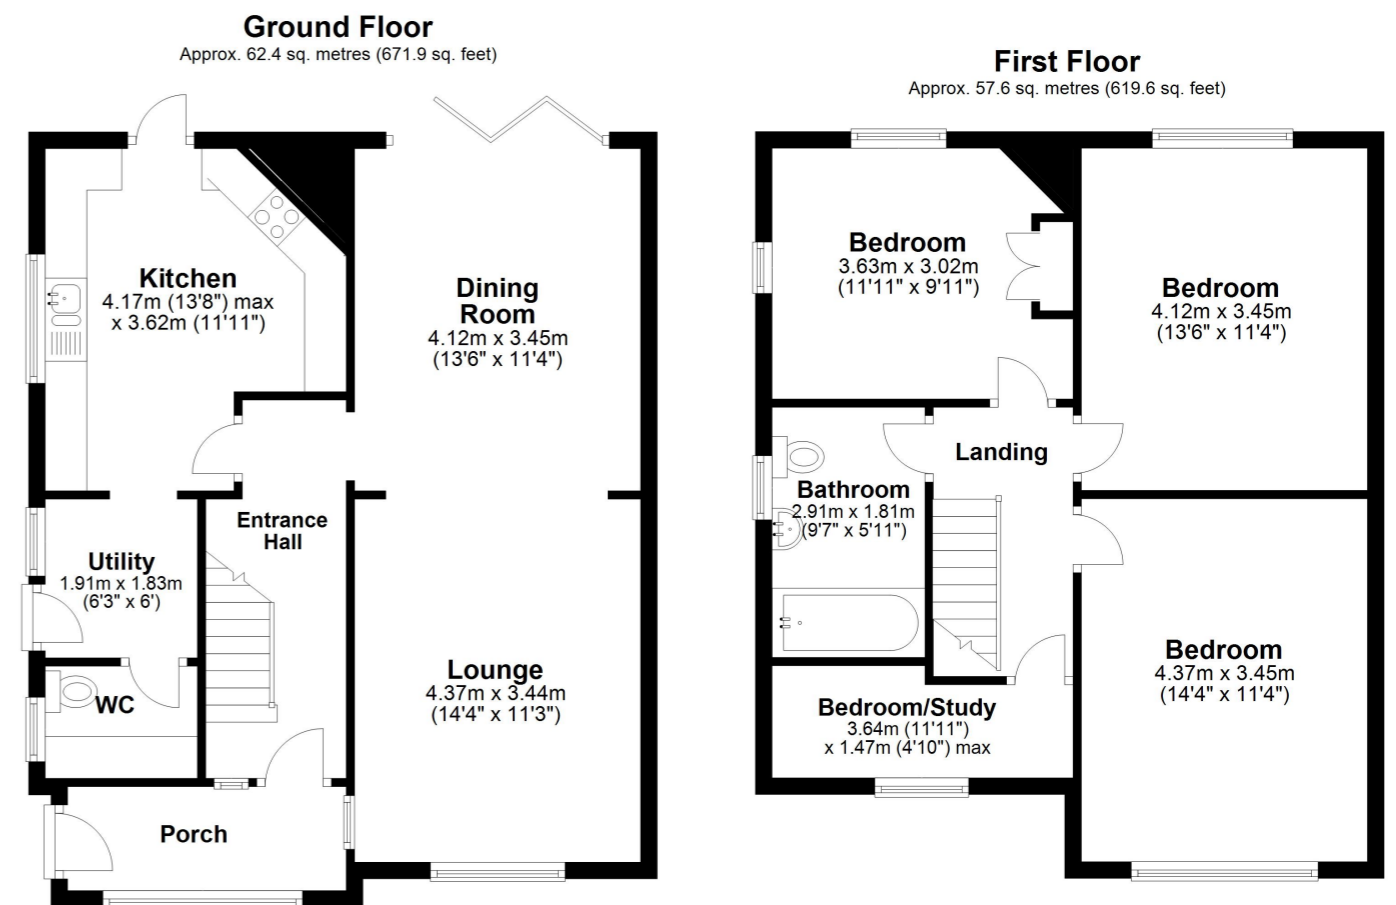 Ground Floor
Approx. 62.4 sq. metres (671.9 sq. feet)
Kitchen
4.17m (13'8") max
x 3.62m (11'11")
Dining
Room
4.12m x 3.45m
(13'6" x 11'4")
Entrance
Hall
Utility
1.91m x 1.83m
(6'3" x 6')
Lounge
4.37m x 3.44m
(14'4" x 11'3")
WC
Porch
First Floor
Approx. 57.6 sq. metres (619.6 sq. feet)
Bedroom
3.63m x 3.02m
(11'11" x 9'11")
Bedroom
4.12m x 3.45m
(13'6" x 11'4")
Landing
Bathroom
2.91m x 1.81m
(9'7" x 5'11")
Bedroom
4.37m x 3.45m
(14'4" x 11'4")
Bedroom/Study
3.64m (11'11")
x 1.47m (4'10") max